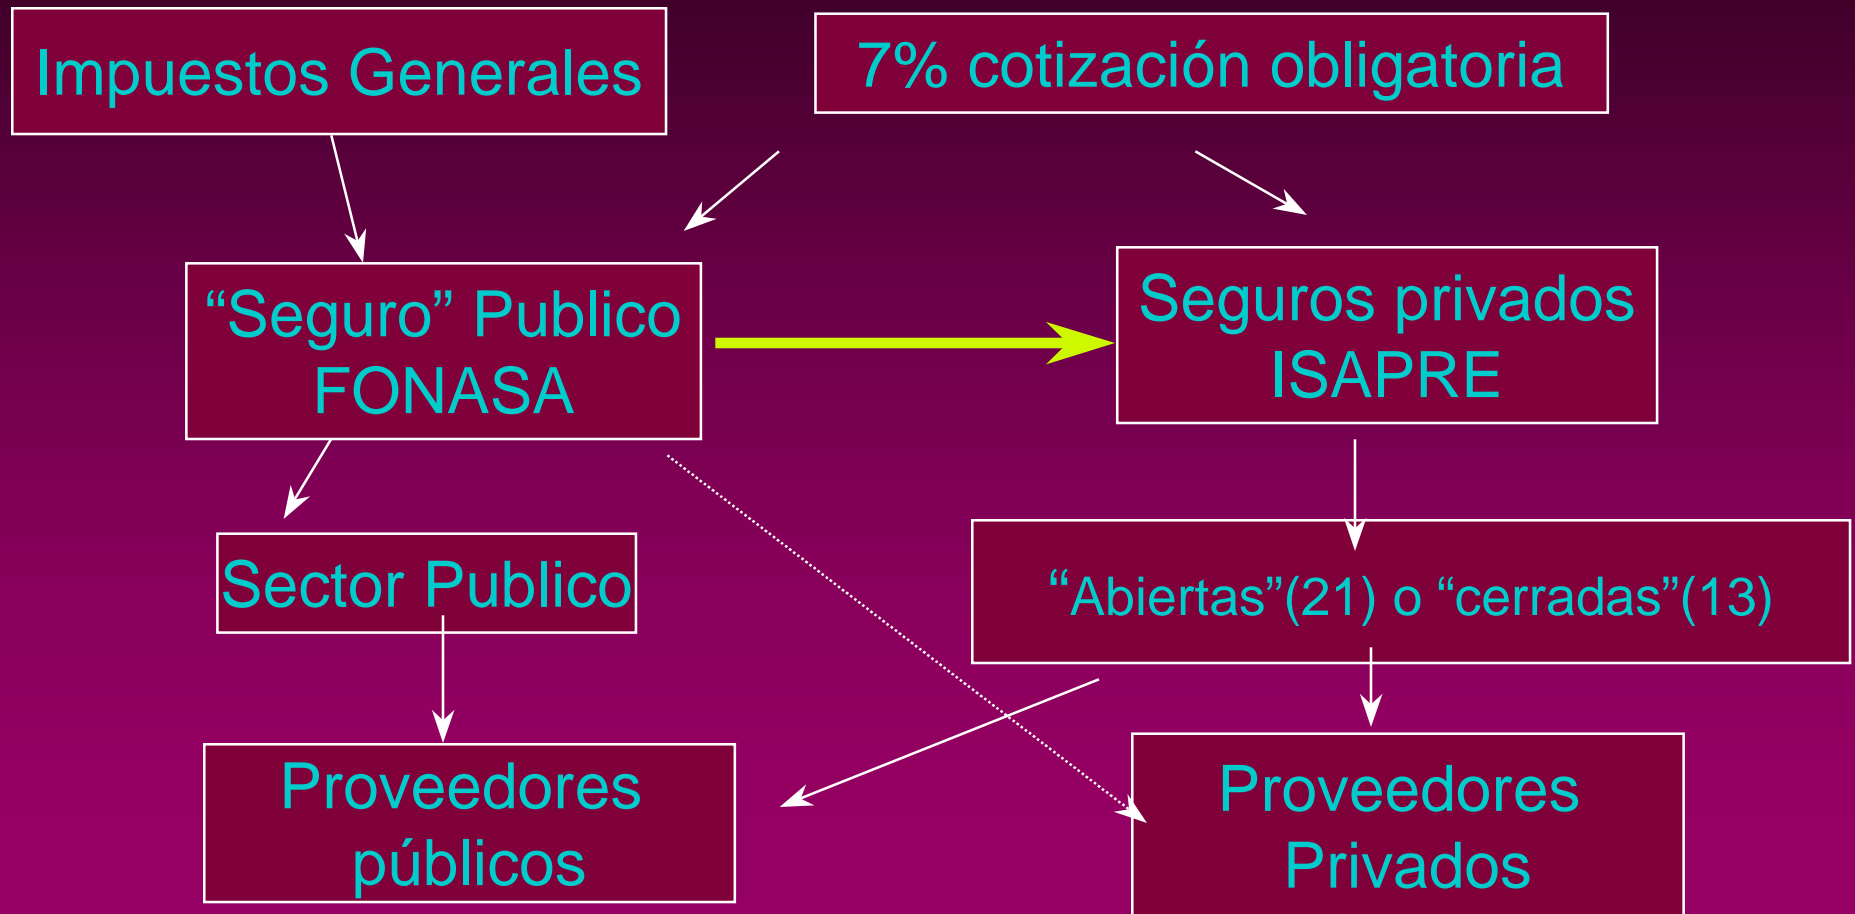 Impuestos Generales
7% cotización obligatoria
“Seguro” Publico
FONASA
Seguros privados
ISAPRE
Sector Publico
“Abiertas”(21) o “cerradas”(13)
Proveedores
públicos
Proveedores
Privados